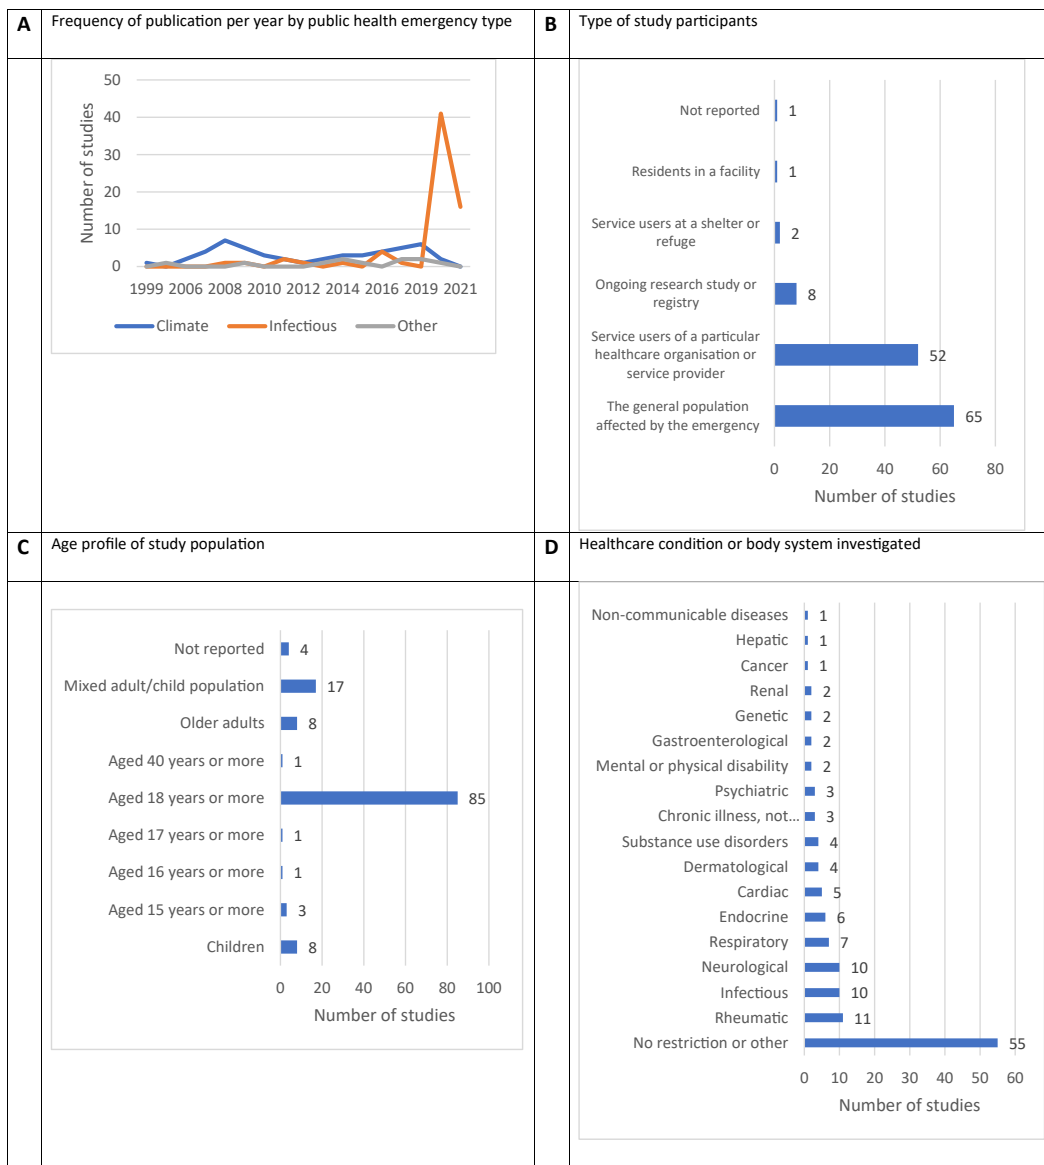 A
Frequency of publication per year by public health emergency type
50
40
30
20
10
0
Number of studies
1999 2006 2008 2010 2012 2014 2016 2019 2021
Climate Infectious Other
B
Type of study participants
Not reported
1
Residents in a facility
1
Service users at a shelter or
refuge
2
Ongoing research study or
registry
8
Service users of a particular
healthcare organisation or
service provider
52
The general population
affected by the emergency
65
0 20 40 60 80
Number of studies
C
Age profile of study population
Not reported 4
Mixed adult/child population 17
Older adults 8
Aged 40 years or more 1
Aged 18 years or more 85
Aged 17 years or more 1
Aged 16 years or more 1
Aged 15 years or more 3
Children 8
0 20 40 60 80 100
Number of studies
D
Healthcare condition or body system investigated
Non-communicable diseases 1
Hepatic 1
Cancer 1
Renal 2
Genetic 2
Gastroenterological 2
Mental or physical disability 2
Psychiatric 3
Chronic illness, not... 3
Substance use disorders 4
Dermatological 4
Cardiac 5
Endocrine 6
Respiratory 7
Neurological 10
Infectious 10
Rheumatic 11
No restriction or other 55
0 10 20 30 40 50 60
Number of studies